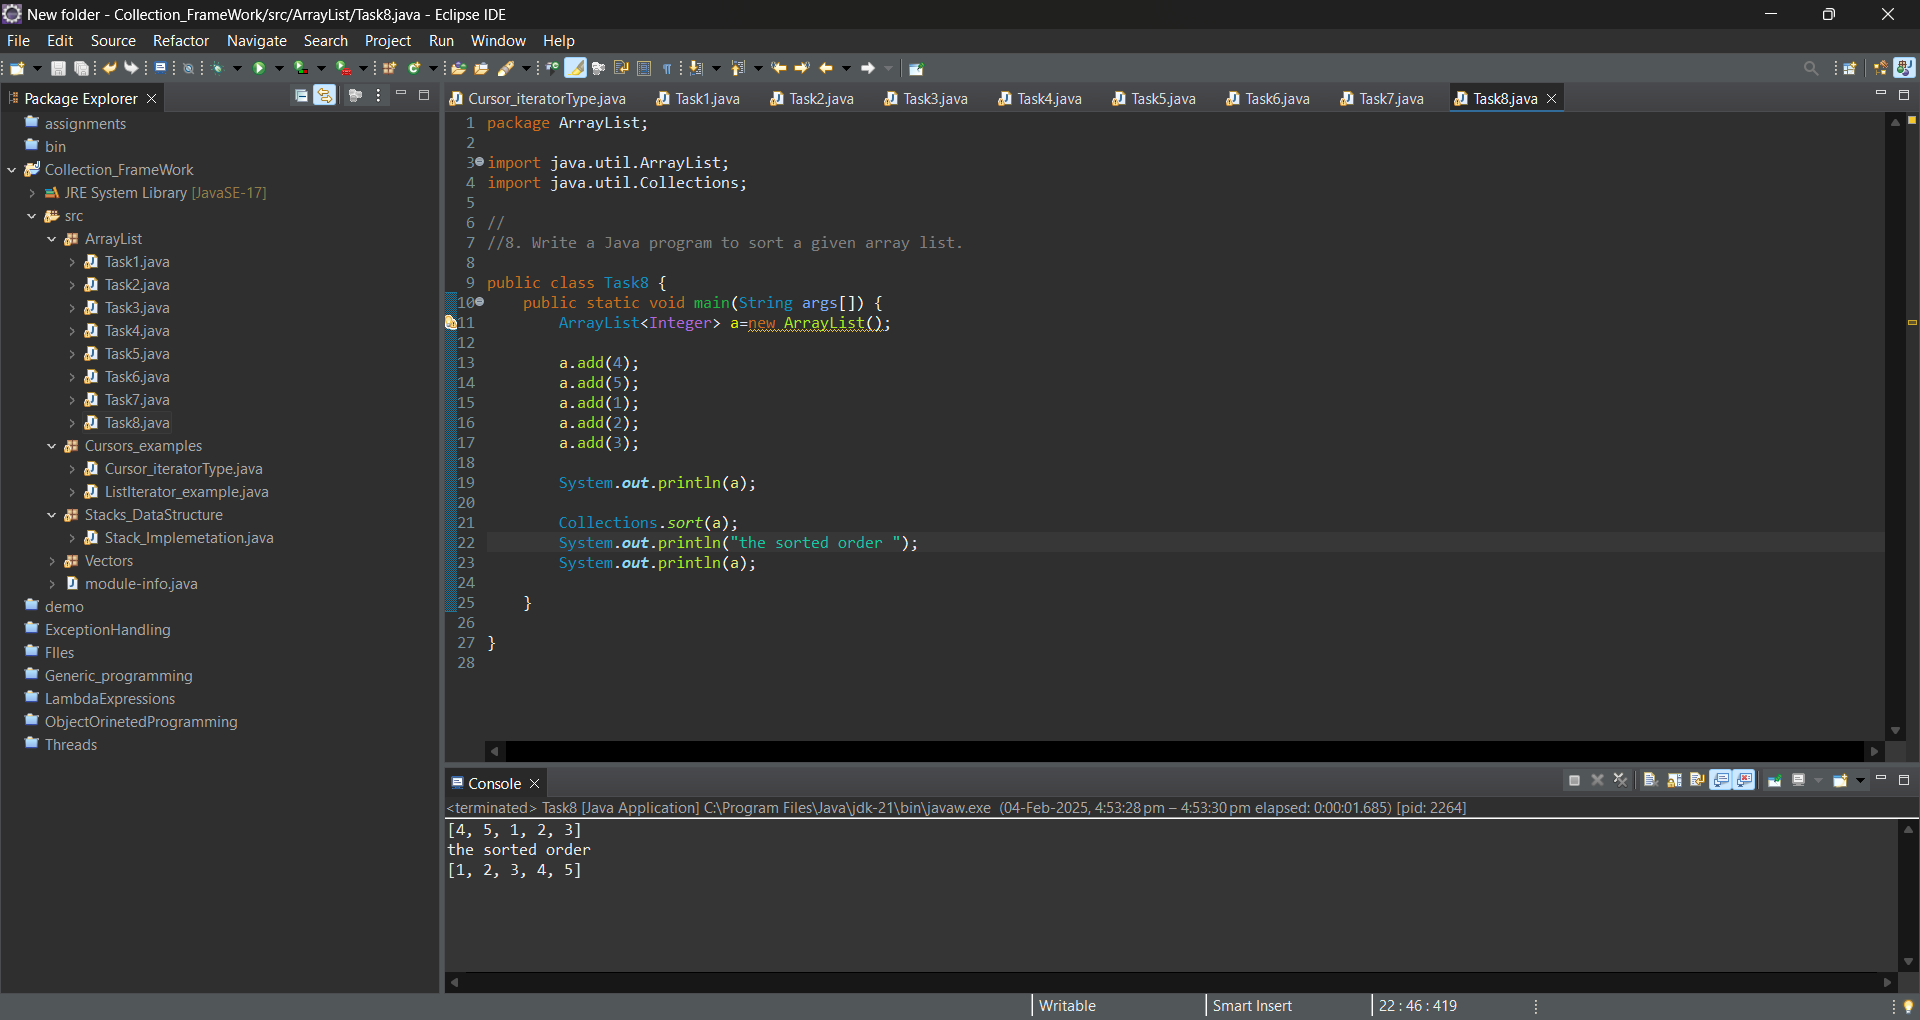 New folder - Collection_FrameWork/src/ArrayList/Task8.java - Eclipse IDE
File Edit Source Refactor Navigate Search Project Run Window Help
Package Explorer
assignments
bin
Collection_FrameWork
JRE System Library [JavaSE-17]
src
ArrayList
Task1.java
Task2.java
Task3.java
Task4.java
Task5.java
Task6.java
Task7.java
Task8.java
Cursors_examples
Cursor_iteratorType.java
ListIterator_example.java
Stacks_DataStructure
Stack_Implemetation.java
Vectors
module-info.java
demo
ExceptionHandling
FIles
Generic_programming
LambdaExpressions
ObjectOrinetedProgramming
Threads
Cursor_iteratorType.java Task1.java Task2.java Task3.java Task4.java Task5.java Task6.java Task7.java Task8.java
1 package ArrayList;
2
3 import java.util.ArrayList;
4 import java.util.Collections;
5
6 //
7 //8. Write a Java program to sort a given array list.
8
9 public class Task8 {
10     public static void main(String args[]) {
11         ArrayList<Integer> a=new ArrayList();
12
13         a.add(4);
14         a.add(5);
15         a.add(1);
16         a.add(2);
17         a.add(3);
18
19         System.out.println(a);
20
21         Collections.sort(a);
22         System.out.println("the sorted order ");
23         System.out.println(a);
24
25     }
26
27 }
28
Console
<terminated> Task8 [Java Application] C:\Program Files\Java\jdk-21\bin\javaw.exe (04-Feb-2025, 4:53:28 pm – 4:53:30 pm elapsed: 0:00:01.685) [pid: 2264]
[4, 5, 1, 2, 3]
the sorted order
[1, 2, 3, 4, 5]
Writable Smart Insert 22 : 46 : 419